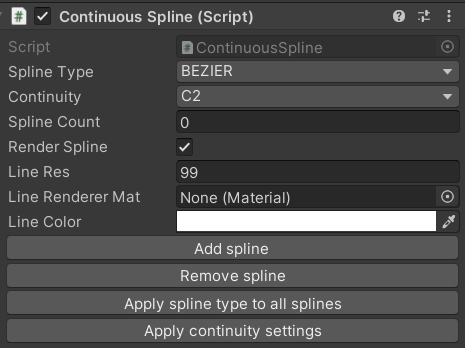 # Continuous Spline (Script)
Script # ContinuousSpline
Spline Type BEZIER
Continuity C2
Spline Count 0
Render Spline
Line Res 99
Line Renderer Mat None (Material)
Line Color
Add spline
Remove spline
Apply spline type to all splines
Apply continuity settings